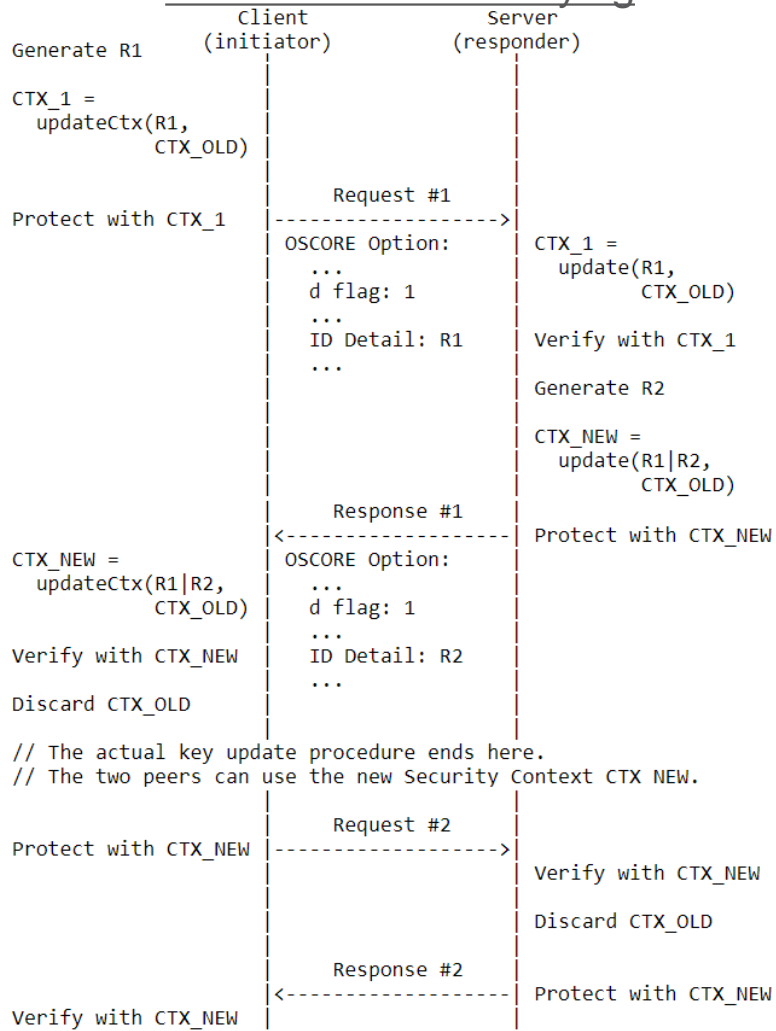 Client Server
Generate R1 (initiator) (responder)
CTX_1 =
updateCtx(R1,
CTX_OLD)
Request #1
Protect with CTX_1 |------------------->|
OSCORE Option: CTX_1 =
... update(R1,
d flag: 1 CTX_OLD)
...
ID Detail: R1 Verify with CTX_1
...
Generate R2
CTX_NEW =
update(R1|R2,
CTX_OLD)
Response #1
|<-------------------| Protect with CTX_NEW
CTX_NEW = OSCORE Option:
updateCtx(R1|R2, ...
CTX_OLD) d flag: 1
...
Verify with CTX_NEW ID Detail: R2
...
Discard CTX_OLD
// The actual key update procedure ends here.
// The two peers can use the new Security Context CTX NEW.
Request #2
Protect with CTX_NEW |------------------->|
Verify with CTX_NEW
Discard CTX_OLD
Response #2
|<-------------------| Protect with CTX_NEW
Verify with CTX_NEW